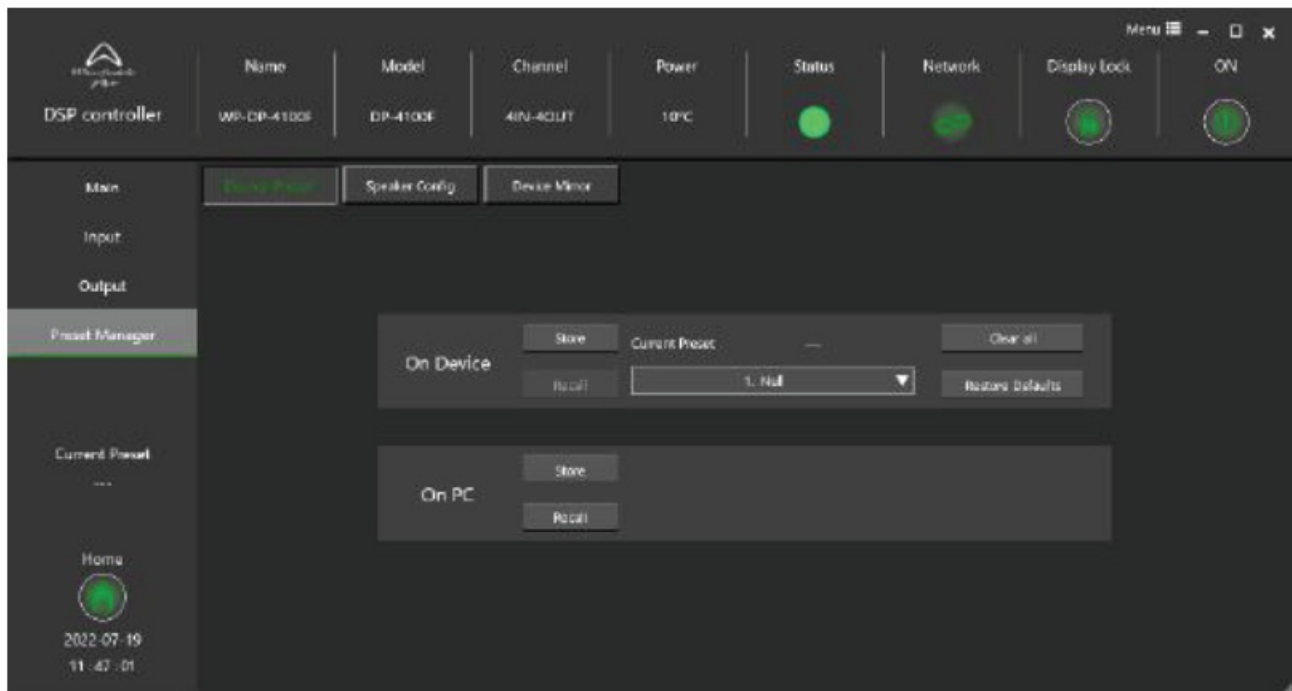 Menu
Name
Model
Channel
Power
Status
Network
Display Lock
ON
DSP controller
WP-DP-4100F
DP-4100F
4IN-4OUT
10°C
Main
Device Preset
Speaker Config
Device Mirror
Input
Output
Preset Manager
On Device
Store
Current Preset
---
Clear all
Recall
1. Null
Restore Defaults
Current Preset
---
On PC
Store
Recall
Home
2022-07-19
11:47:01